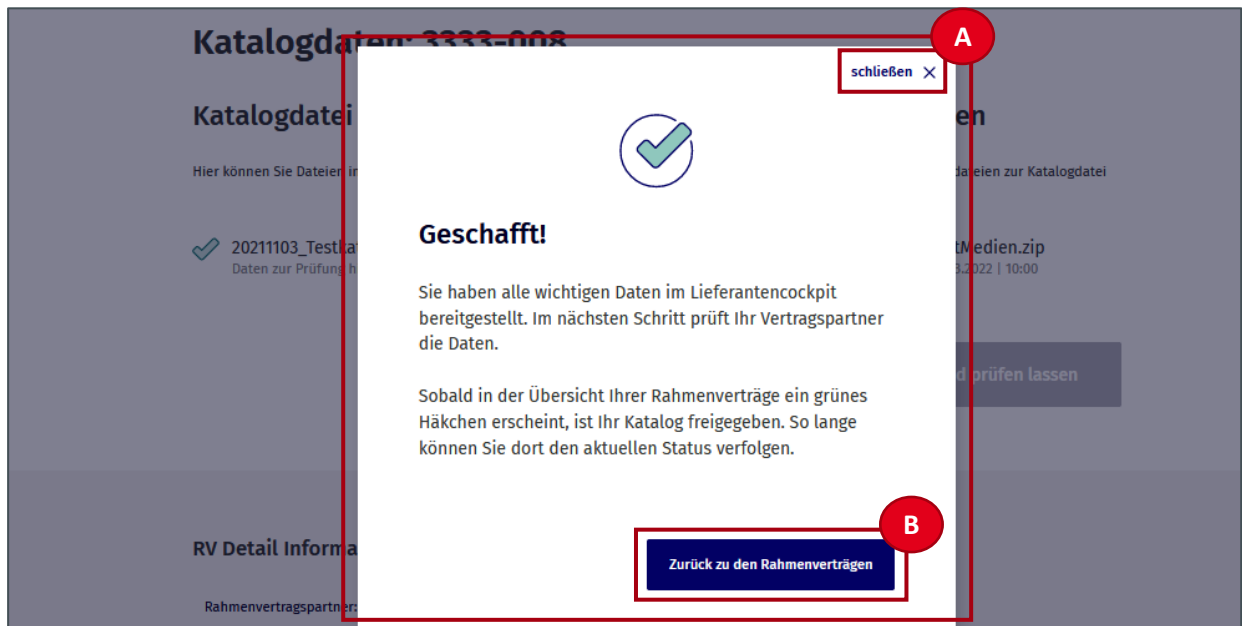 Katalogdaten: 3333-008
A
schließen
Katalogdatei
en
Hier können Sie Dateien in
dateien zur Katalogdatei
20211103_Testkat
tMedien.zip
Daten zur Prüfung h
.2022 | 10:00
Geschafft!
Sie haben alle wichtigen Daten im Lieferantencockpit
bereitgestellt. Im nächsten Schritt prüft Ihr Vertragspartner
die Daten.
d prüfen lassen
Sobald in der Übersicht Ihrer Rahmenverträge ein grünes
Häkchen erscheint, ist Ihr Katalog freigegeben. So lange
können Sie dort den aktuellen Status verfolgen.
B
RV Detail Informa
Zurück zu den Rahmenverträgen
Rahmenvertragspartner: